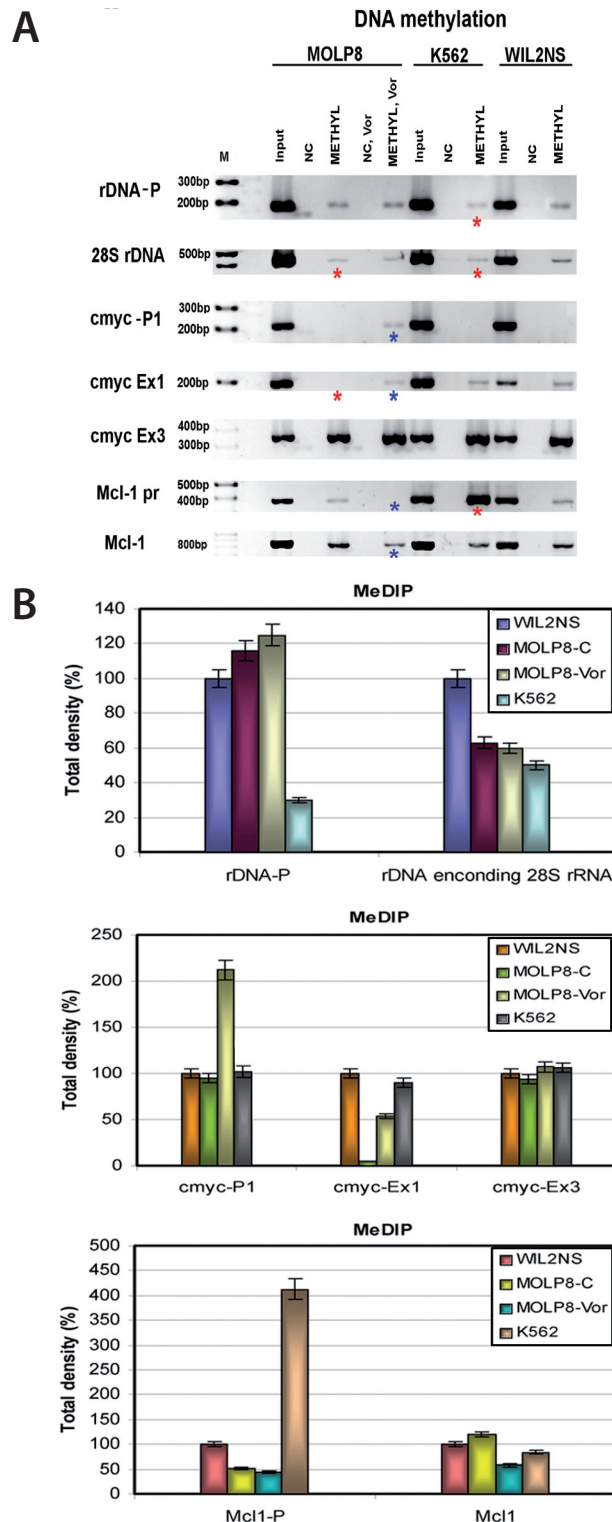 A
DNA methylation
MOLP8
K562
WIL2NS
M
Input
NC
METHYL
NC, Vor
METHYL, Vor
Input
NC
METHYL
Input
NC
METHYL
rDNA-P
300bp
200bp
*
28S rDNA
500bp
*
*
cmyc -P1
300bp
200bp
*
cmyc Ex1
200bp
*
*
cmyc Ex3
400bp
300bp
Mcl-1 pr
500bp
400bp
*
*
Mcl-1
800bp
*
B
MeDIP
Total density (%)
140
120
100
80
60
40
20
0
WIL2NS
MOLP8-C
MOLP8-Vor
K562
rDNA-P
rDNA enconding 28S rRNA
MeDIP
Total density (%)
250
200
150
100
50
0
WIL2NS
MOLP8-C
MOLP8-Vor
K562
cmyc-P1
cmyc-Ex1
cmyc-Ex3
MeDIP
Total density (%)
500
450
400
350
300
250
200
150
100
50
0
WIL2NS
MOLP8-C
MOLP8-Vor
K562
Mcl1-P
Mcl1